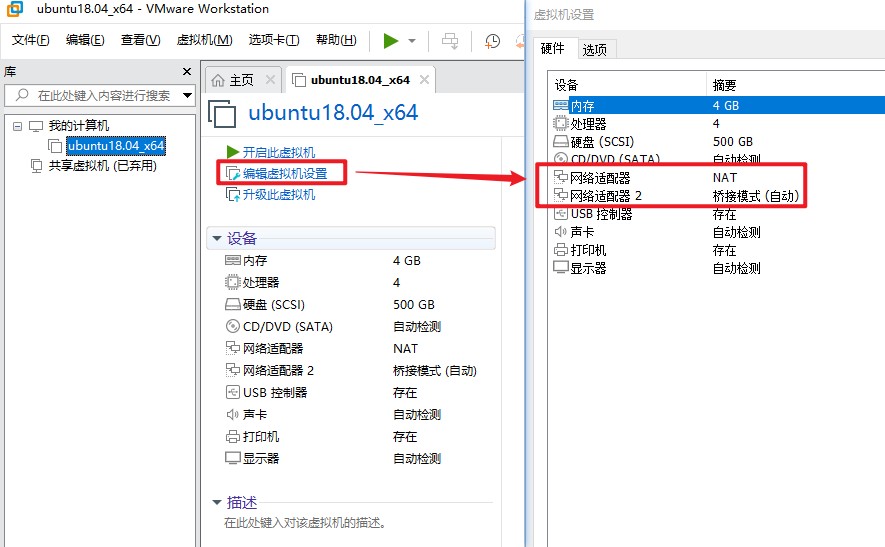 ubuntu18.04_x64 - VMware Workstation
文件(F) 编辑(E) 查看(V) 虚拟机(M) 选项卡(T) 帮助(H)
库
在此处键入内容进行搜索
我的计算机
ubuntu18.04_x64
共享虚拟机 (已弃用)
主页
ubuntu18.04_x64
ubuntu18.04_x64
开启此虚拟机
编辑虚拟机设置
升级此虚拟机
设备
内存 4 GB
处理器 4
硬盘 (SCSI) 500 GB
CD/DVD (SATA) 自动检测
网络适配器 NAT
网络适配器 2 桥接模式 (自动)
USB 控制器 存在
声卡 自动检测
打印机 存在
显示器 自动检测
描述
在此处键入对该虚拟机的描述。
虚拟机设置
硬件 选项
设备 摘要
内存 4 GB
处理器 4
硬盘 (SCSI) 500 GB
CD/DVD (SATA) 自动检测
网络适配器 NAT
网络适配器 2 桥接模式 (自动)
USB 控制器 存在
声卡 自动检测
打印机 存在
显示器 自动检测